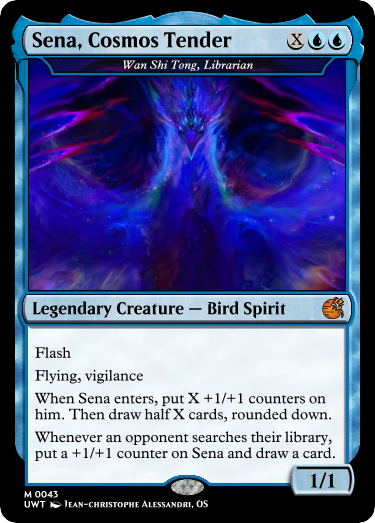 Sena, Cosmos Tender X
Wan Shi Tong, Librarian
Legendary Creature — Bird Spirit
Flash
Flying, vigilance
When Sena enters, put X +1/+1 counters on
him. Then draw half X cards, rounded down.
Whenever an opponent searches their library,
put a +1/+1 counter on Sena and draw a card.
1/1
M 0043
UWT Jean-christophe Alessandri, OS